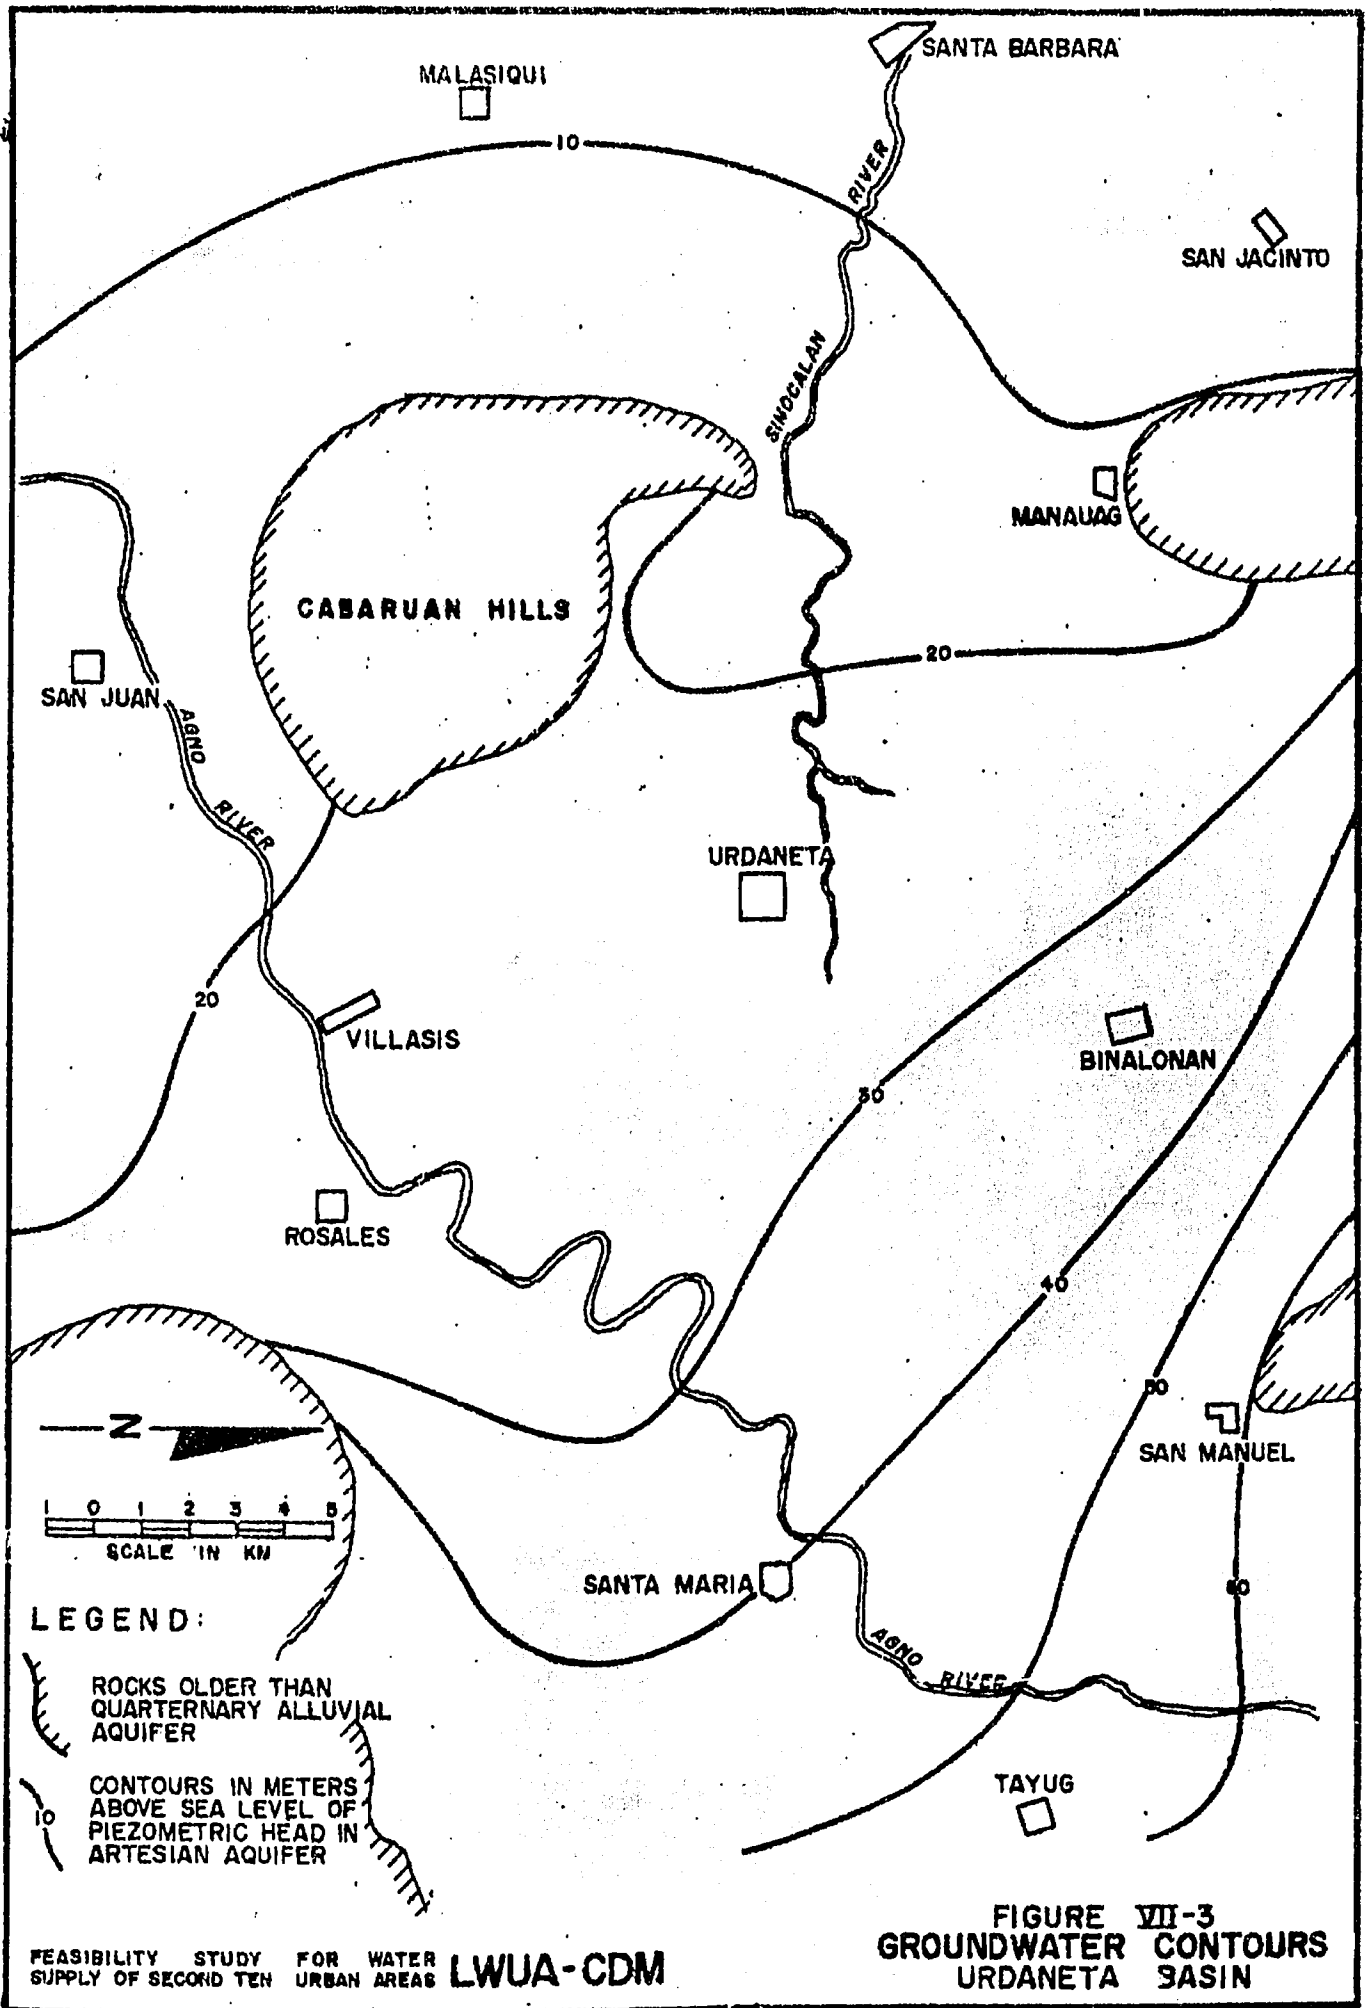 SANTA BARBARA
MALASIQUI
10
RIVER
SAN JACINTO
SINOCALAN
MANAUAG
CABARUAN HILLS
20
SAN JUAN
AGNO
RIVER
URDANETA
20
VILLASIS
BINALONAN
30
ROSALES
40
50
N
SAN MANUEL
1 0 1 2 3 4 5
SCALE IN KM
SANTA MARIA
60
LEGEND:
AGNO
RIVER
ROCKS OLDER THAN
QUARTERNARY ALLUVIAL
AQUIFER
TAYUG
10
CONTOURS IN METERS
ABOVE SEA LEVEL OF
PIEZOMETRIC HEAD IN
ARTESIAN AQUIFER
FIGURE VII-3
GROUNDWATER CONTOURS
URDANETA BASIN
FEASIBILITY STUDY FOR WATER
SUPPLY OF SECOND TEN URBAN AREAS
LWUA-CDM